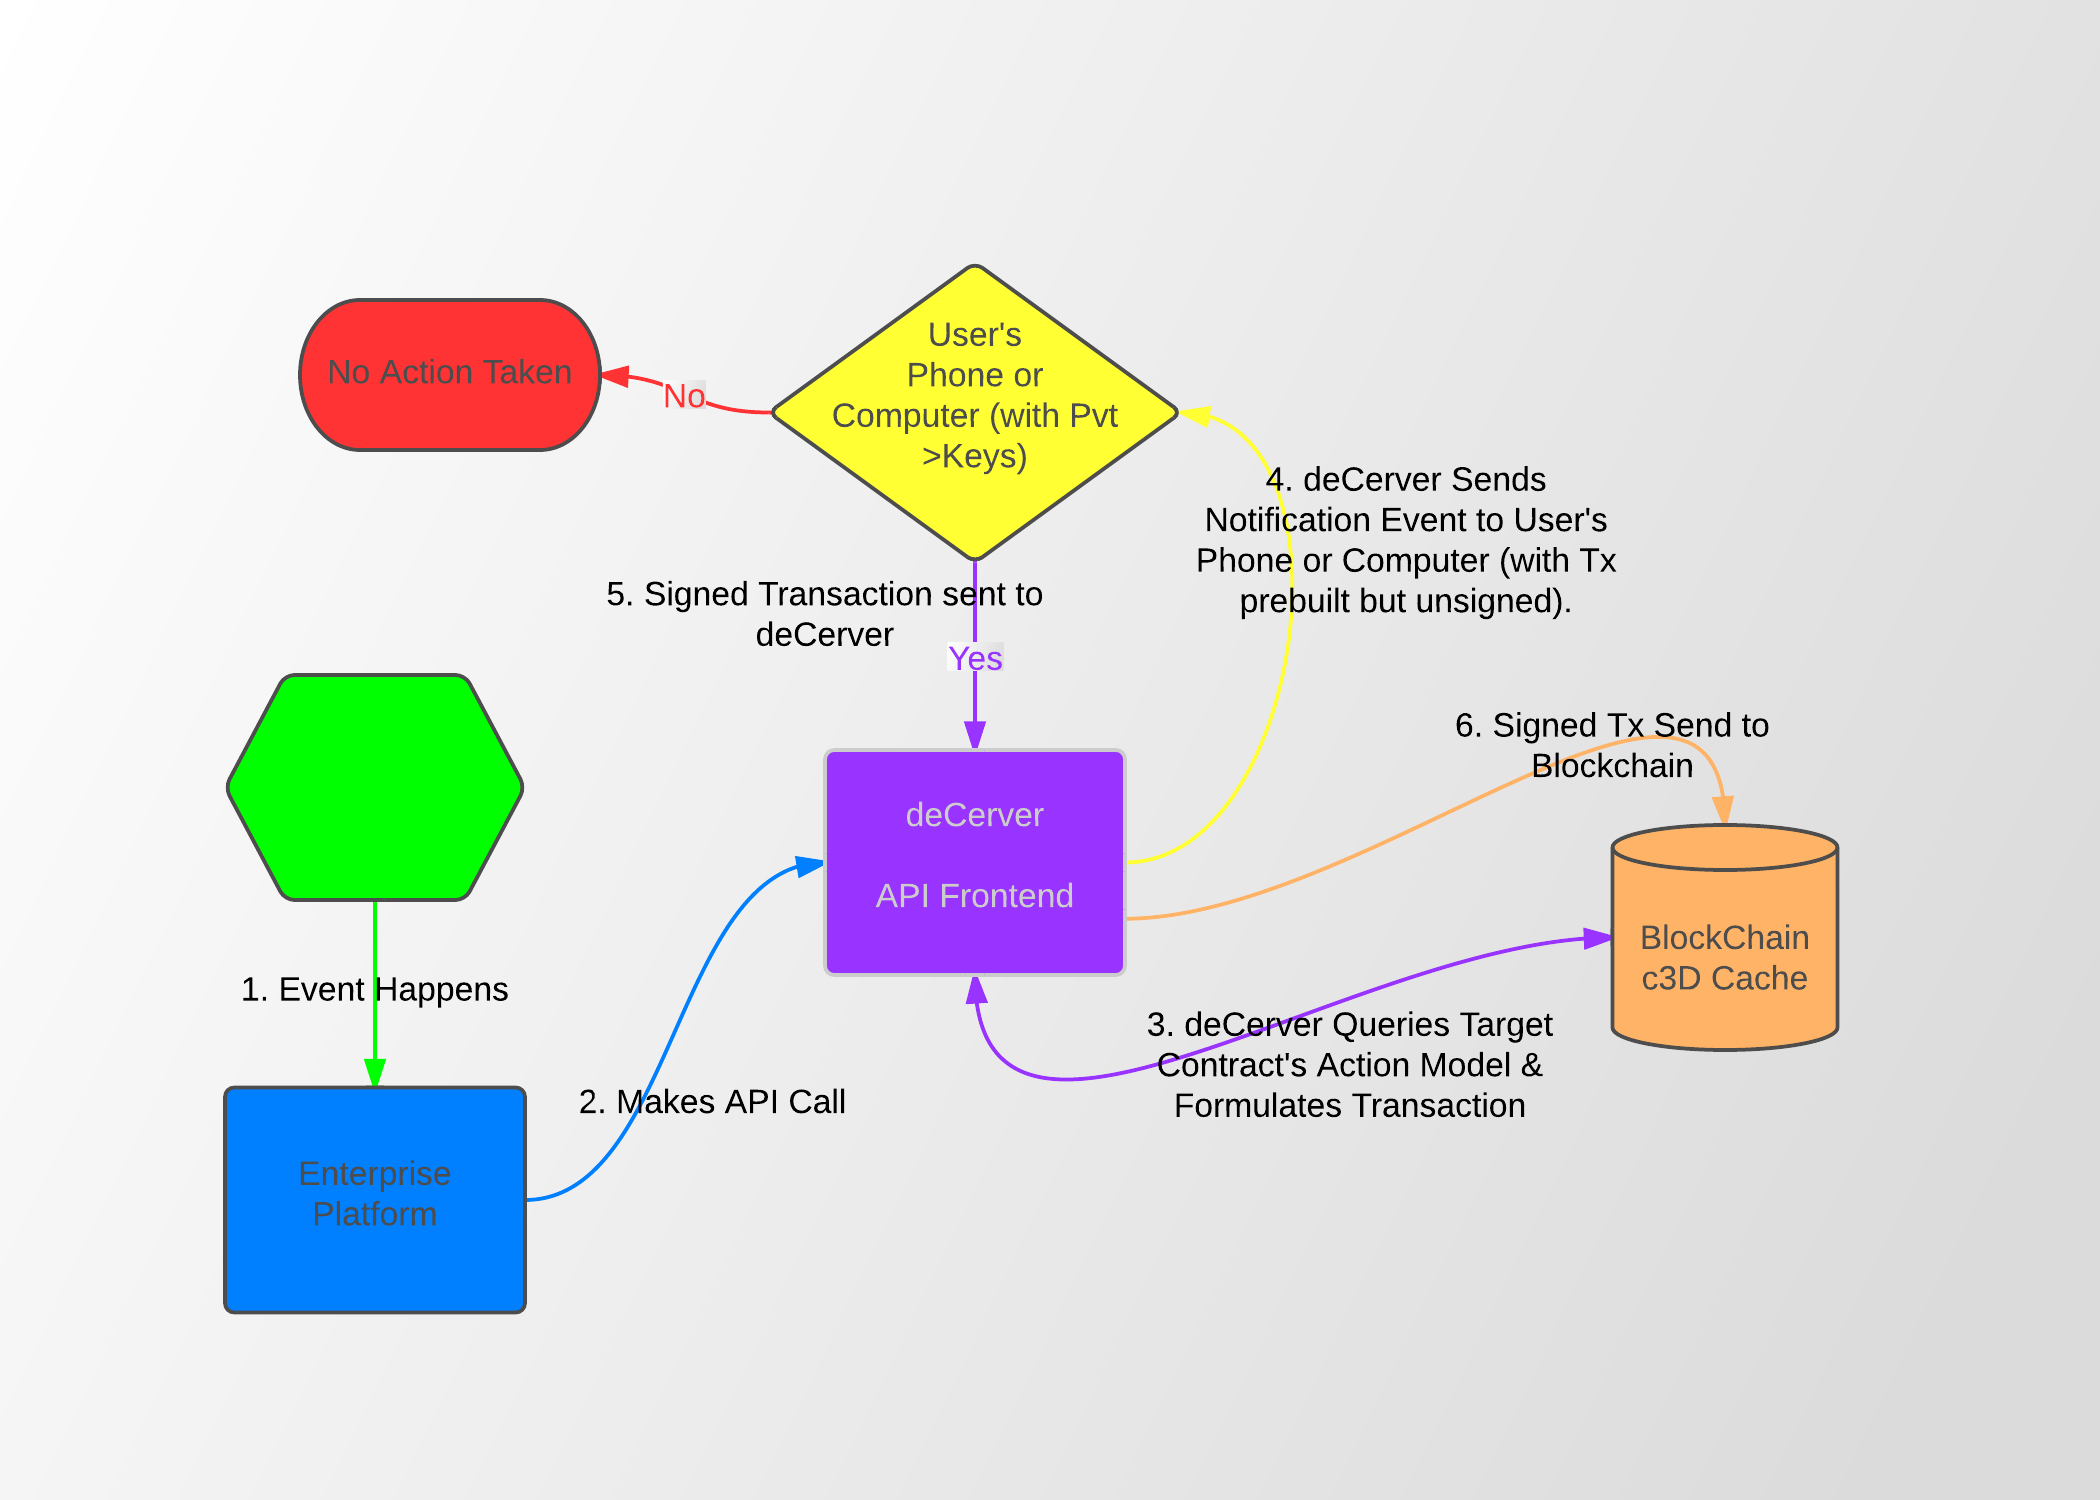 User's
Phone or
Computer (with Pvt
>Keys)
No Action Taken
No
4. deCerver Sends
Notification Event to User's
Phone or Computer (with Tx
prebuilt but unsigned).
5. Signed Transaction sent to
deCerver
Yes
6. Signed Tx Send to
Blockchain
deCerver
API Frontend
BlockChain
c3D Cache
1. Event Happens
3. deCerver Queries Target
Contract's Action Model &
Formulates Transaction
2. Makes API Call
Enterprise
Platform